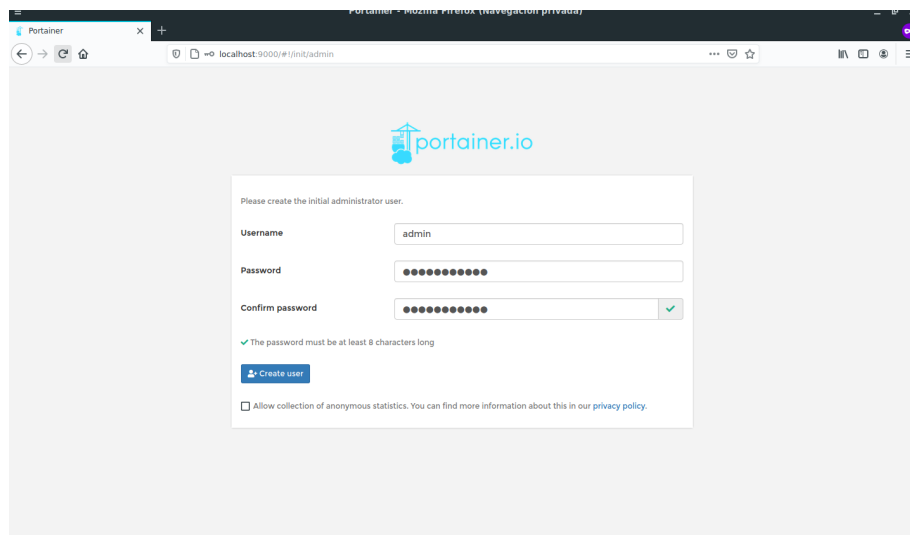 Portainer - Mozilla Firefox (Navegación privada)
Portainer
localhost:9000/#!/init/admin
portainer.io
Please create the initial administrator user.
Username
admin
Password
Confirm password
The password must be at least 8 characters long
Create user
Allow collection of anonymous statistics. You can find more information about this in our privacy policy.